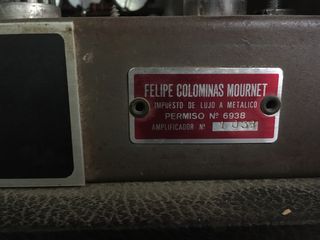 FELIPE COLOMINAS MOURNET
IMPUESTO DE LUJO A METALICO
PERMISO Nº 6938
AMPLIFICADOR Nº